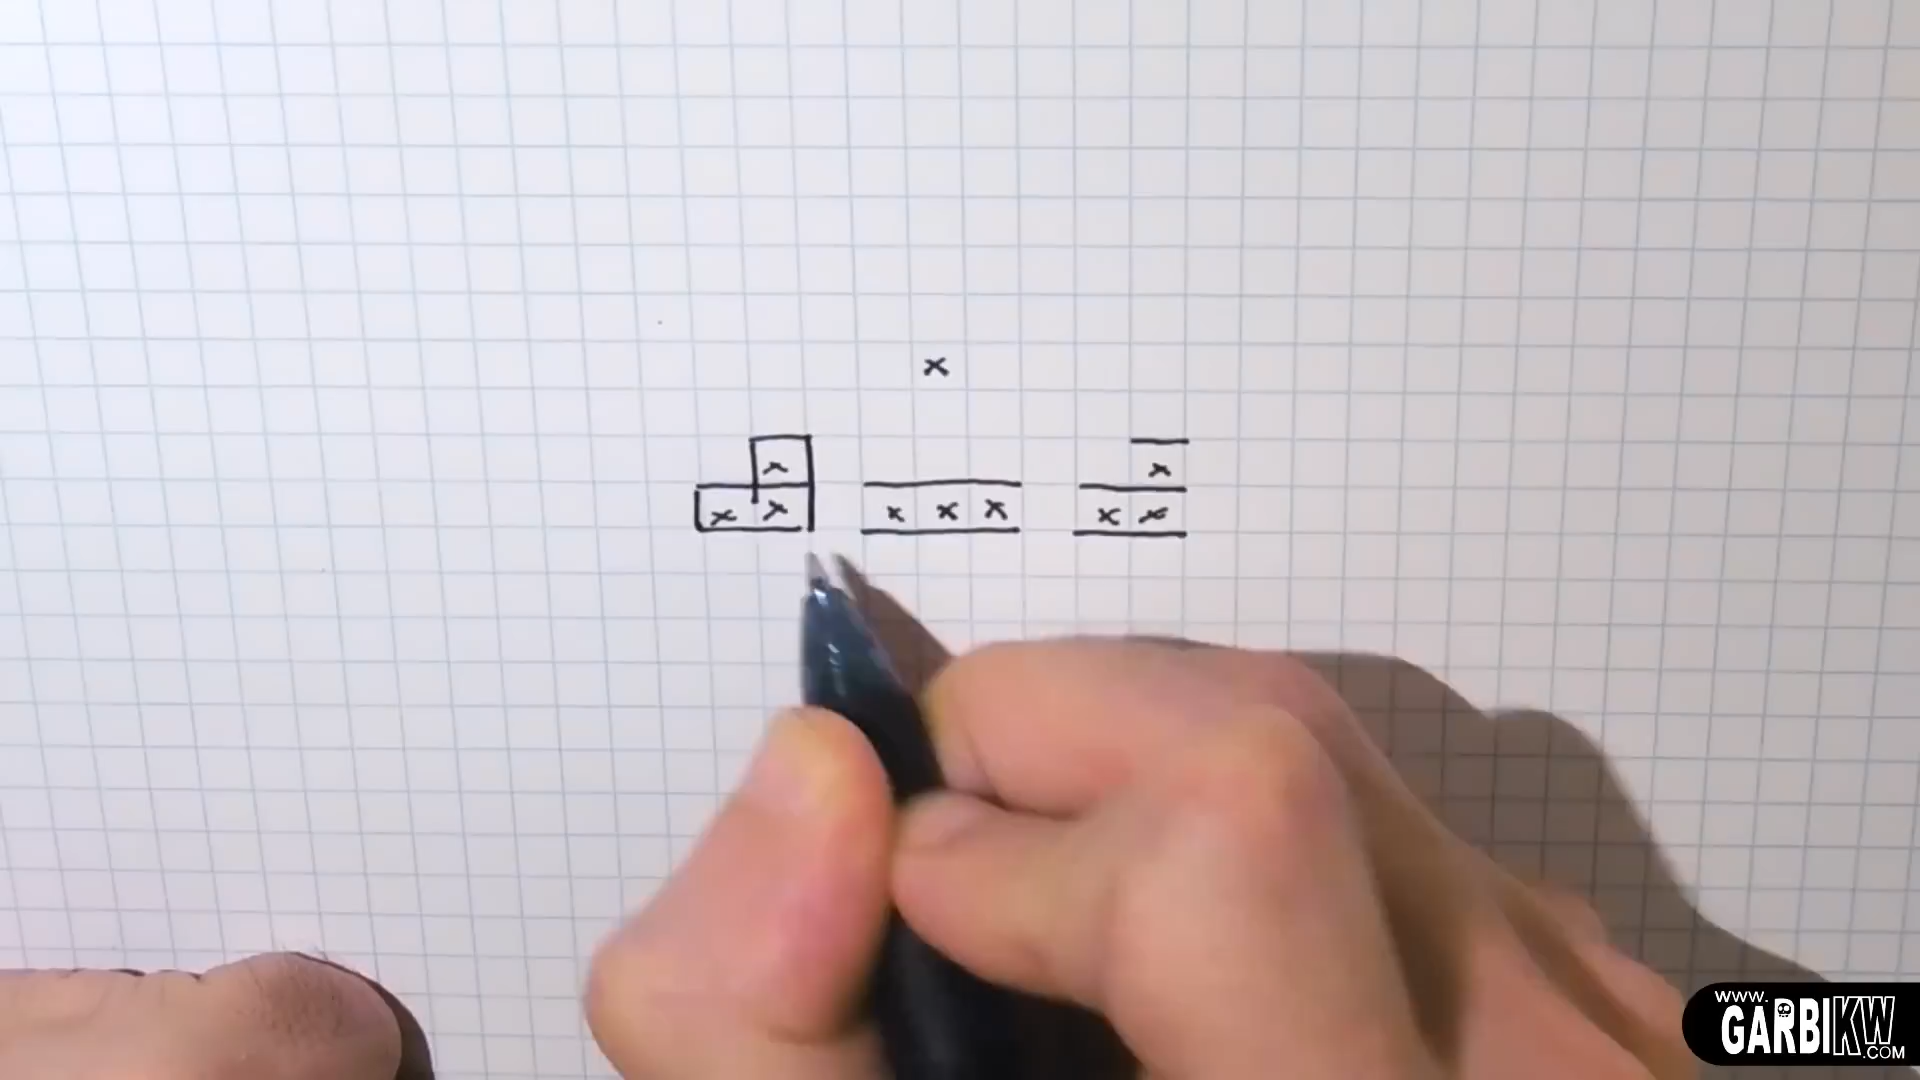 x
x x
x x x x x x x
www.
GARBIKW
.COM